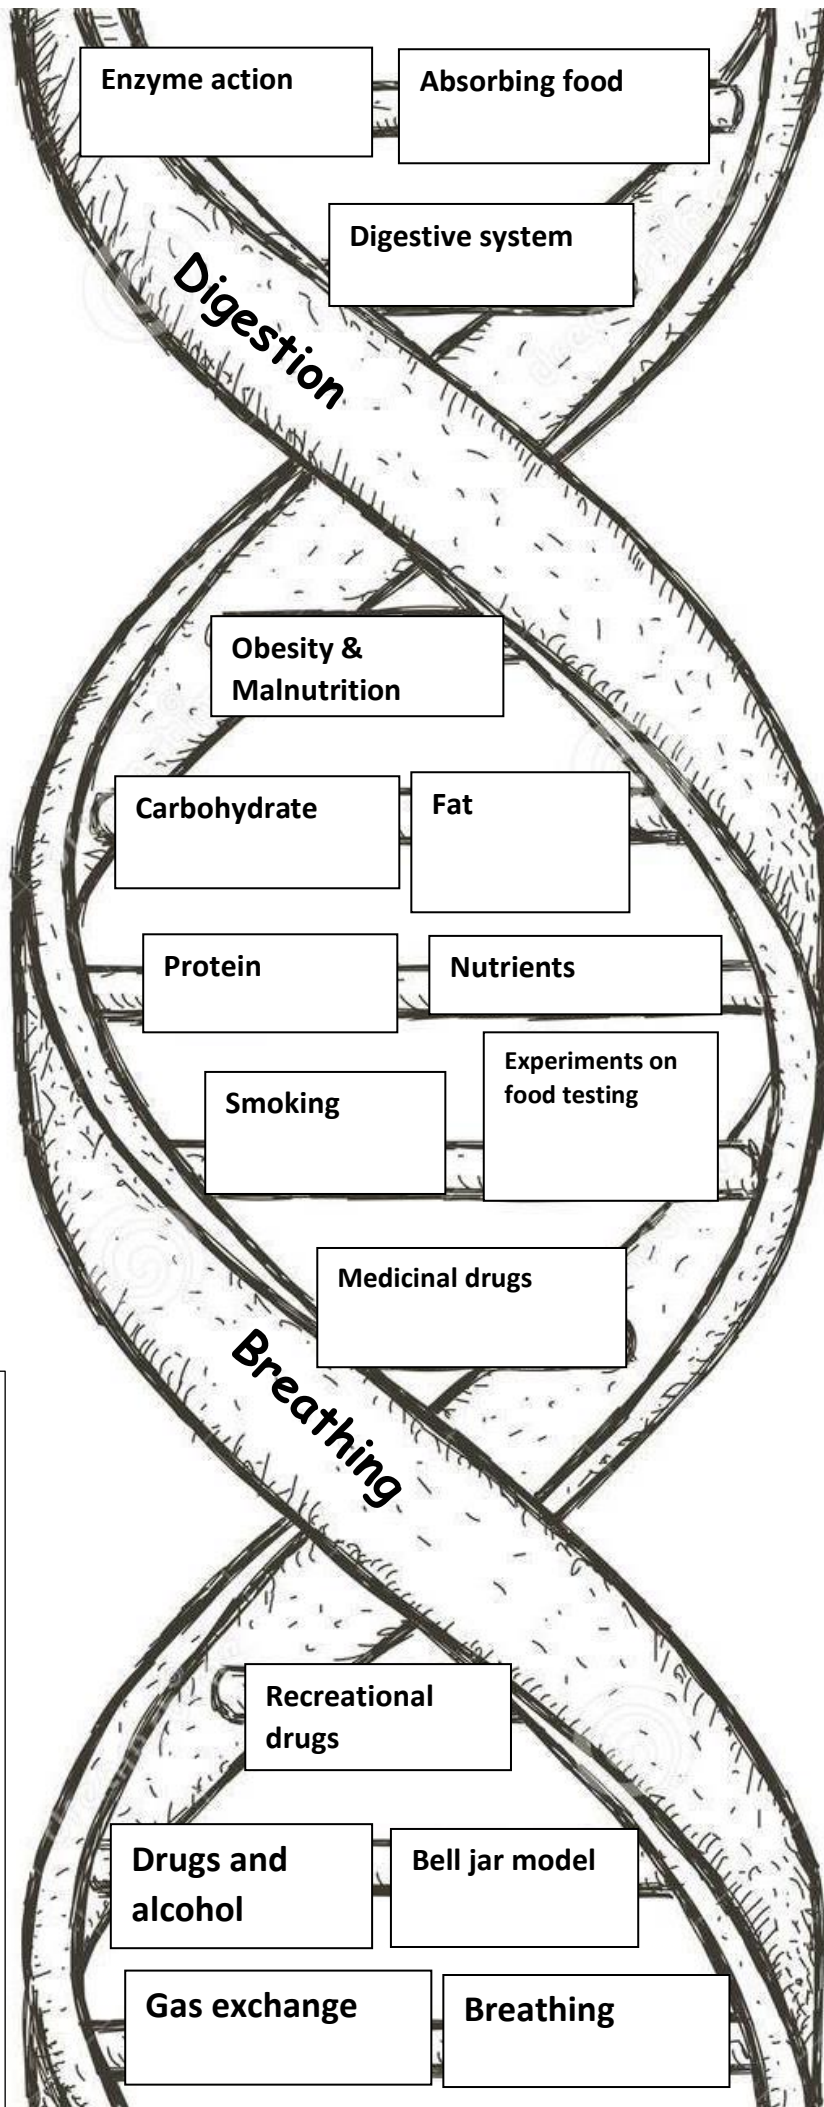 Enzyme action
Absorbing food
Digestive system
Digestion
Obesity &
Malnutrition
Carbohydrate
Fat
Protein
Nutrients
Experiments on
food testing
Smoking
Medicinal drugs
Breathing
Recreational
drugs
Drugs and
alcohol
Bell jar model
Gas exchange
Breathing